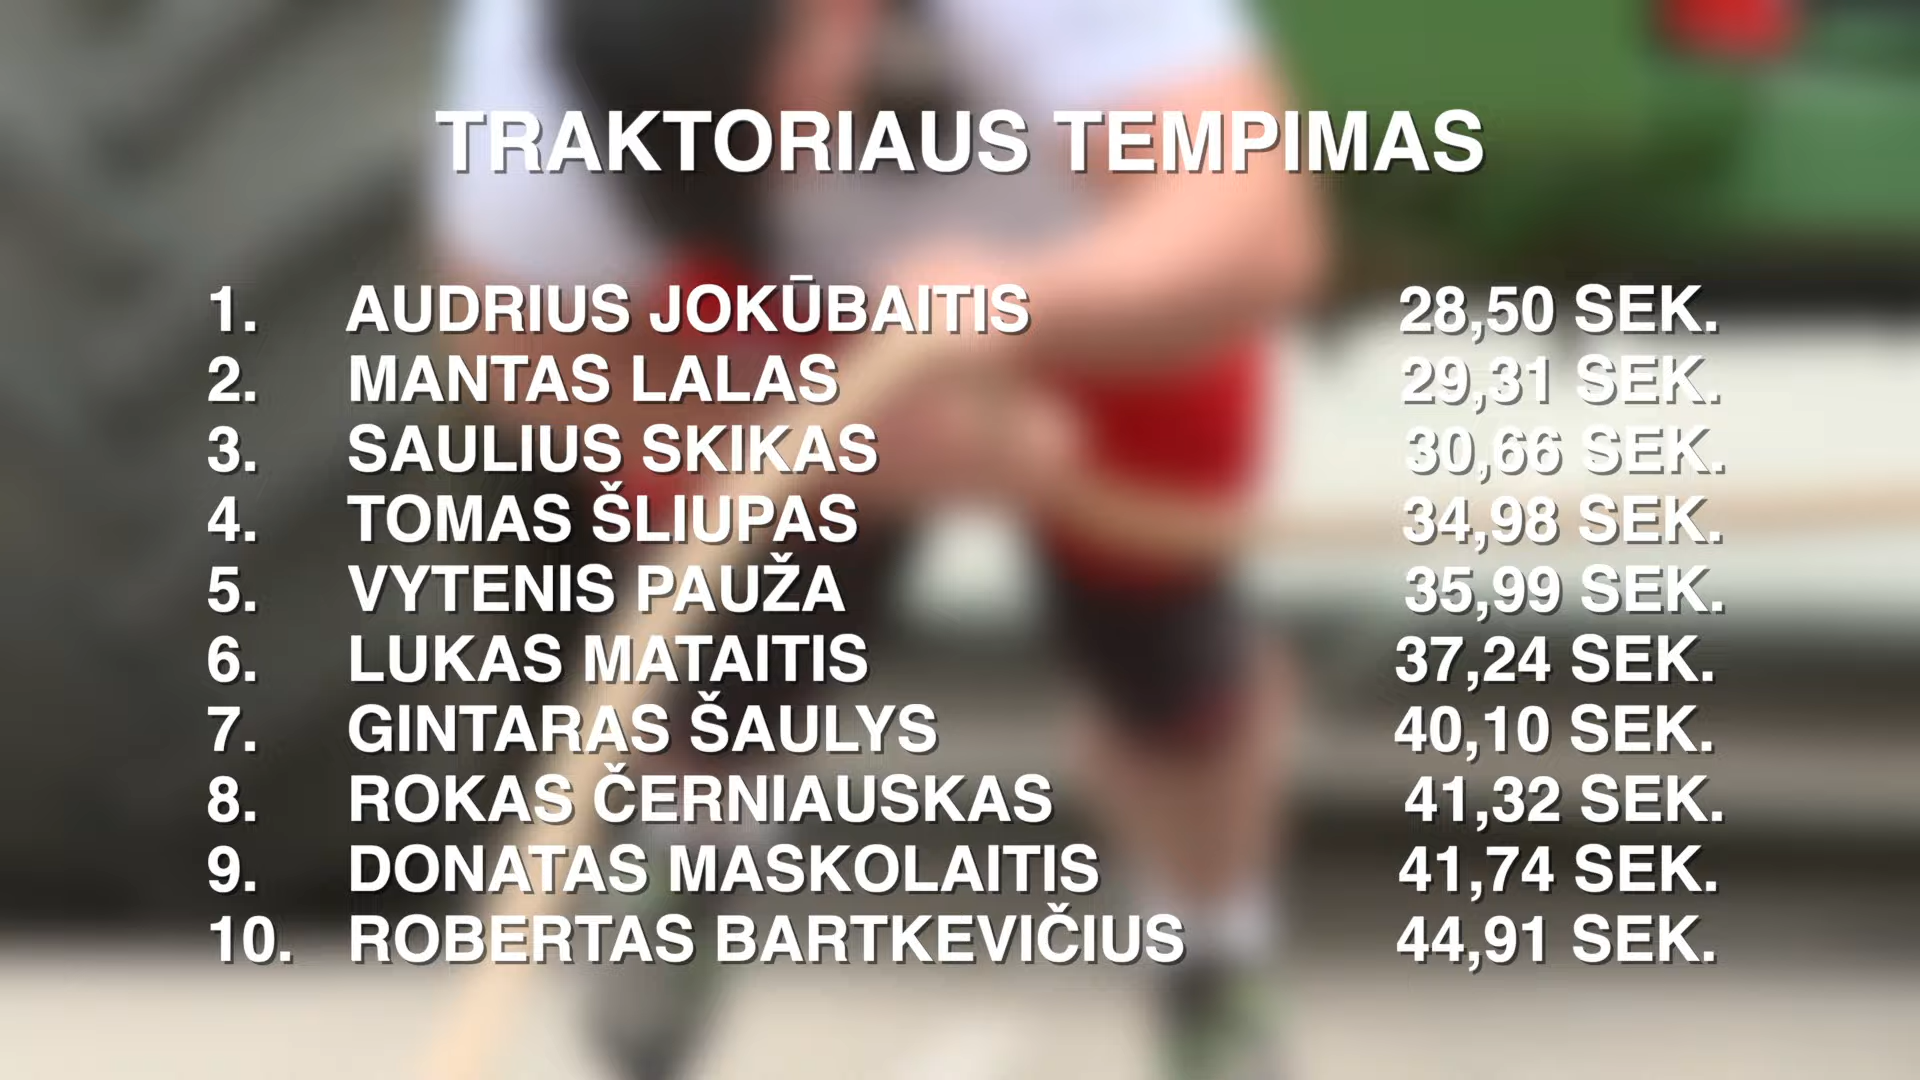 TRAKTORIAUS TEMPIMAS
1. AUDRIUS JOKŪBAITIS 28,50 SEK.
2. MANTAS LALAS 29,31 SEK.
3. SAULIUS SKIKAS 30,66 SEK.
4. TOMAS ŠLIUPAS 34,98 SEK.
5. VYTENIS PAUŽA 35,99 SEK.
6. LUKAS MATAITIS 37,24 SEK.
7. GINTARAS ŠAULYS 40,10 SEK.
8. ROKAS ČERNIAUSKAS 41,32 SEK.
9. DONATAS MASKOLAITIS 41,74 SEK.
10. ROBERTAS BARTKEVIČIUS 44,91 SEK.